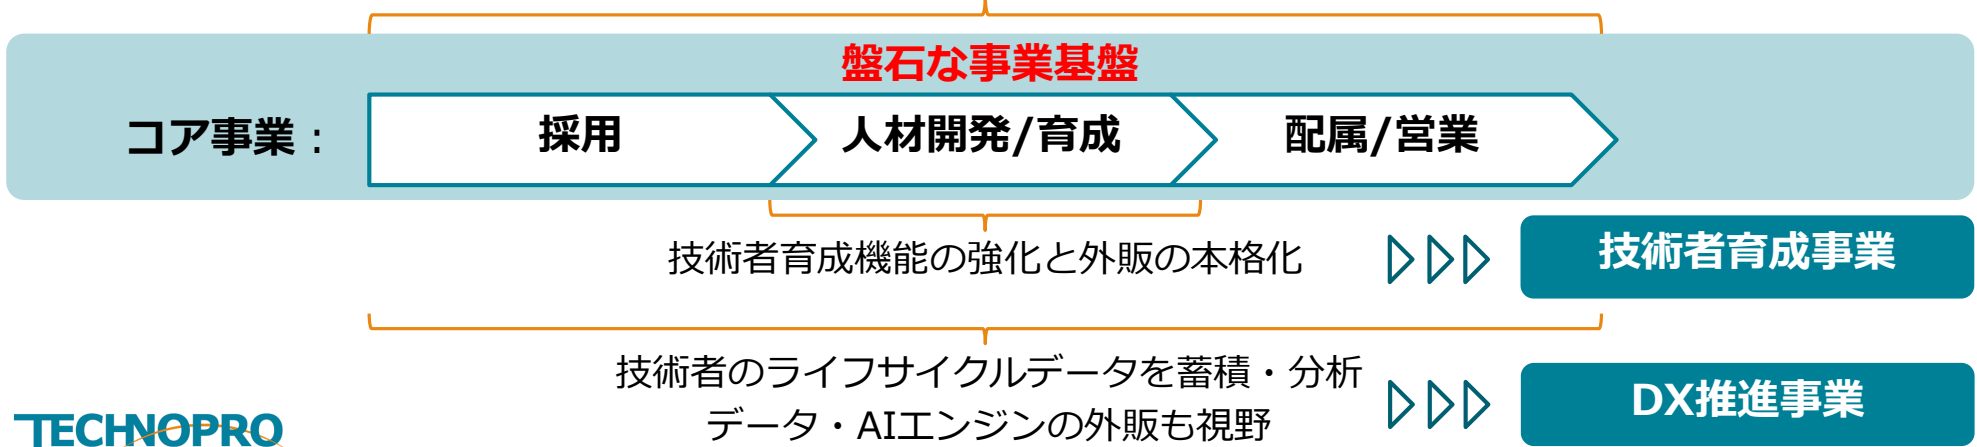 盤石な事業基盤
コア事業：
採用
人材開発/育成
配属/営業
技術者育成機能の強化と外販の本格化
技術者育成事業
技術者のライフサイクルデータを蓄積・分析
データ・AIエンジンの外販も視野
DX推進事業
TECHNOPRO